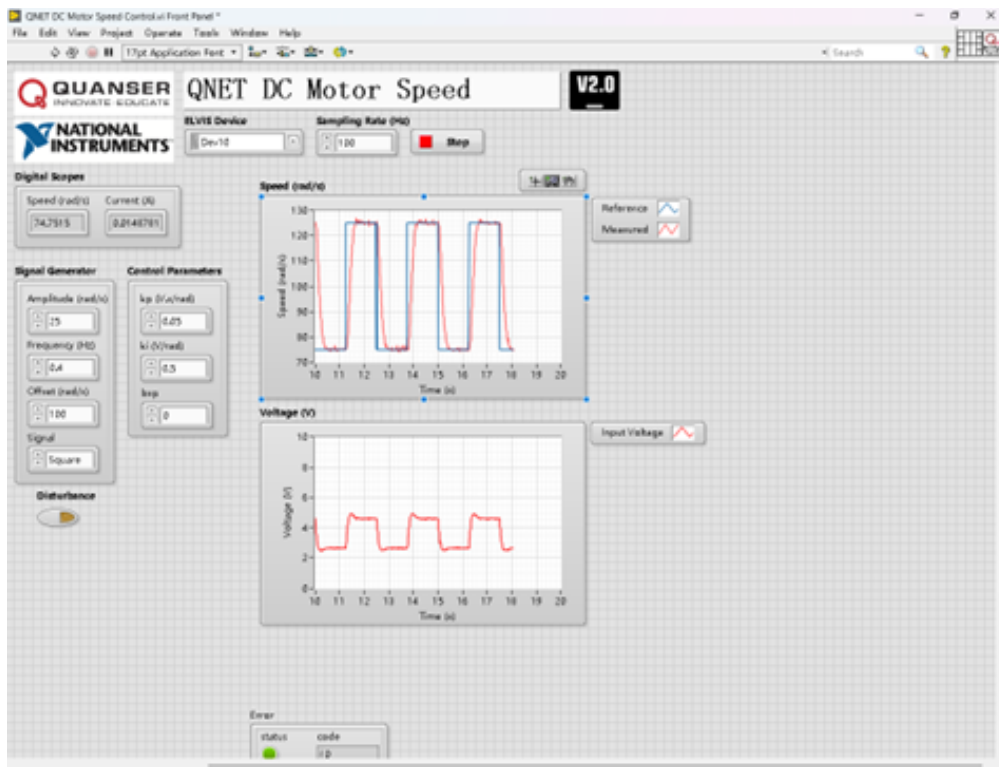 QNET DC Motor Speed Control.vi Front Panel *
File Edit View Project Operate Tools Window Help
17pt Application Font
Search
QUANSER
INNOVATE EDUCATE
QNET DC Motor Speed
V2.0
NATIONAL
INSTRUMENTS
ELVIS Device
Dev10
Sampling Rate (Hz)
100
Stop
Digital Scopes
Speed (rad/s)
74.7515
Current (A)
0.0148781
Signal Generator
Amplitude (rad/s)
25
Frequency (Hz)
0.4
Offset (rad/s)
100
Signal
Square
Disturbance
Control Parameters
kp (V.s/rad)
0.05
ki (V/rad)
0.5
bsp
0
Speed (rad/s)
Reference
Measured
Speed (rad/s)
130
120
110
100
90
80
70
10 11 12 13 14 15 16 17 18 19 20
Time (s)
Voltage (V)
Input Voltage
Voltage (V)
10
8
6
4
2
0
10 11 12 13 14 15 16 17 18 19 20
Time (s)
Error
status code